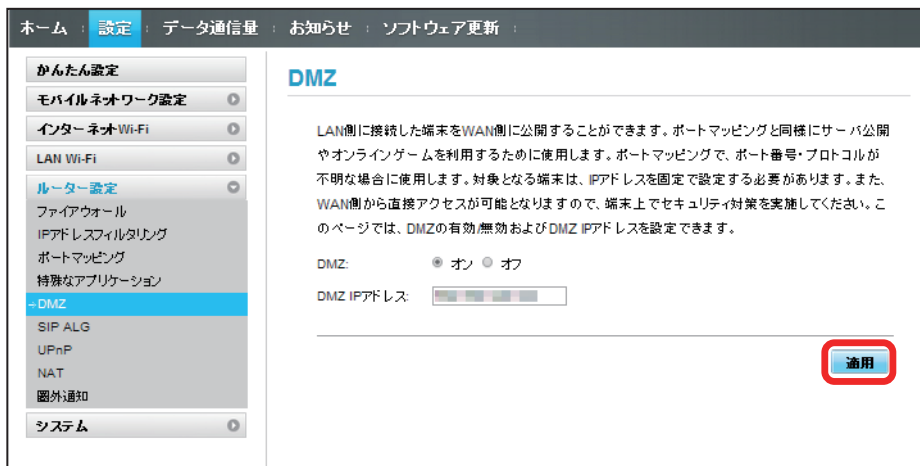 ホーム 設定 データ通信量 お知らせ ソフトウェア更新
かんたん設定
モバイルネットワーク設定
インターネットWi-Fi
LAN Wi-Fi
ルーター設定
ファイアウォール
IPアドレスフィルタリング
ポートマッピング
特殊なアプリケーション
DMZ
SIP ALG
UPnP
NAT
圏外通知
システム
DMZ
LAN側に接続した端末をWAN側に公開することができます。ポートマッピングと同様にサーバ公開
やオンラインゲームを利用するために使用します。ポートマッピングで、ポート番号・プロトコルが
不明な場合に使用します。対象となる端末は、IPアドレスを固定で設定する必要があります。また、
WAN側から直接アクセスが可能となりますので、端末上でセキュリティ対策を実施してください。こ
のページでは、DMZの有効/無効およびDMZ IPアドレスを設定できます。
DMZ: オン オフ
DMZ IPアドレス:
適用